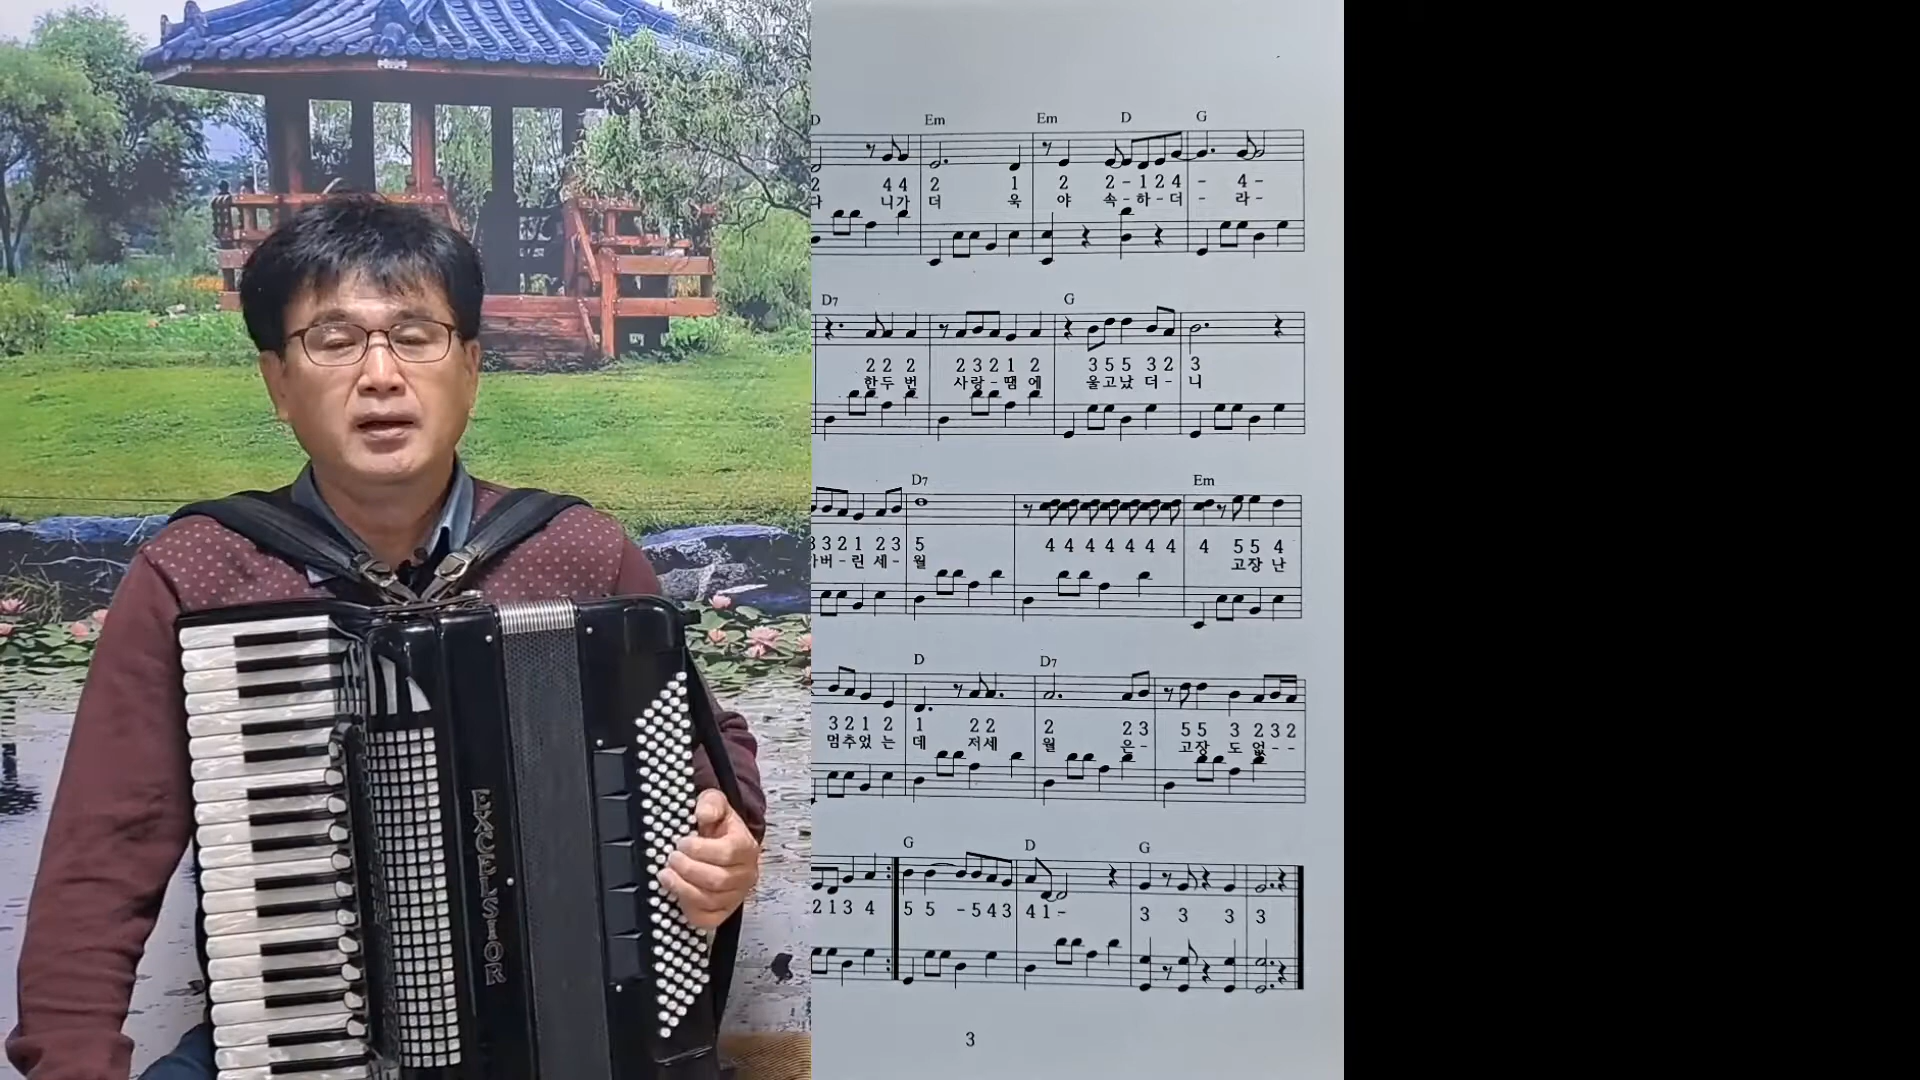 D Em Em D G
2 4 4 2 1 2 2 - 1 2 4 - 4 -
다 니가 더 욱 야 속-하-더 - 라-
D7 G
2 2 2 2 3 2 1 2 3 5 5 3 2 3
한두 번 사랑-땜 에 울고났 더- 니
D7 Em
3 3 2 1 2 3 5 4 4 4 4 4 4 4 4 5 5 4
버-린 세- 월 고장 난
D D7
3 2 1 2 1 2 2 2 2 3 5 5 3 2 3 2
멈추었 는 데 저세 월 은- 고장 도 없--
G D G
2 1 3 4 5 5 - 5 4 3 4 1 - 3 3 3 3
EXCELSIOR
3